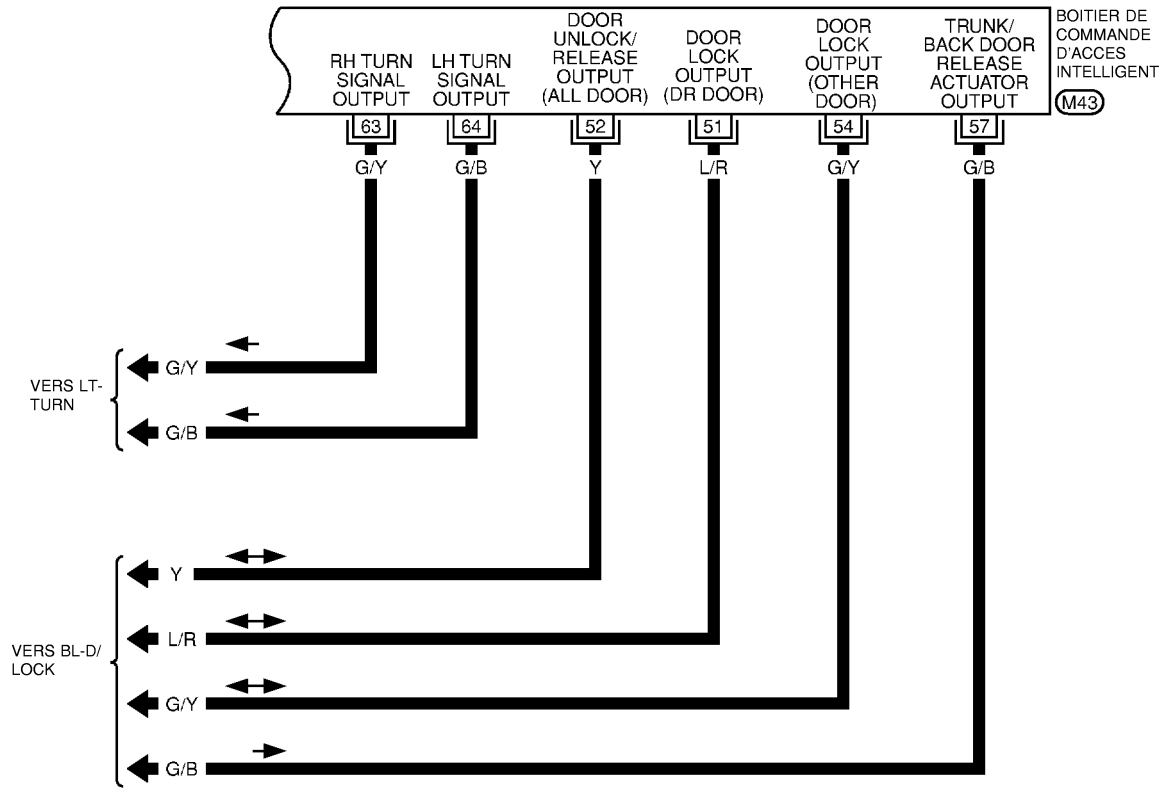 RH TURN
SIGNAL
OUTPUT
LH TURN
SIGNAL
OUTPUT
DOOR
UNLOCK/
RELEASE
OUTPUT
(ALL DOOR)
DOOR
LOCK
OUTPUT
(DR DOOR)
DOOR
LOCK
OUTPUT
(OTHER
DOOR)
TRUNK/
BACK DOOR
RELEASE
ACTUATOR
OUTPUT
BOITIER DE
COMMANDE
D'ACCES
INTELLIGENT
M43
63
64
52
51
54
57
G/Y
G/B
Y
L/R
G/Y
G/B
VERS LT-
TURN
G/Y
G/B
VERS BL-D/
LOCK
Y
L/R
G/Y
G/B